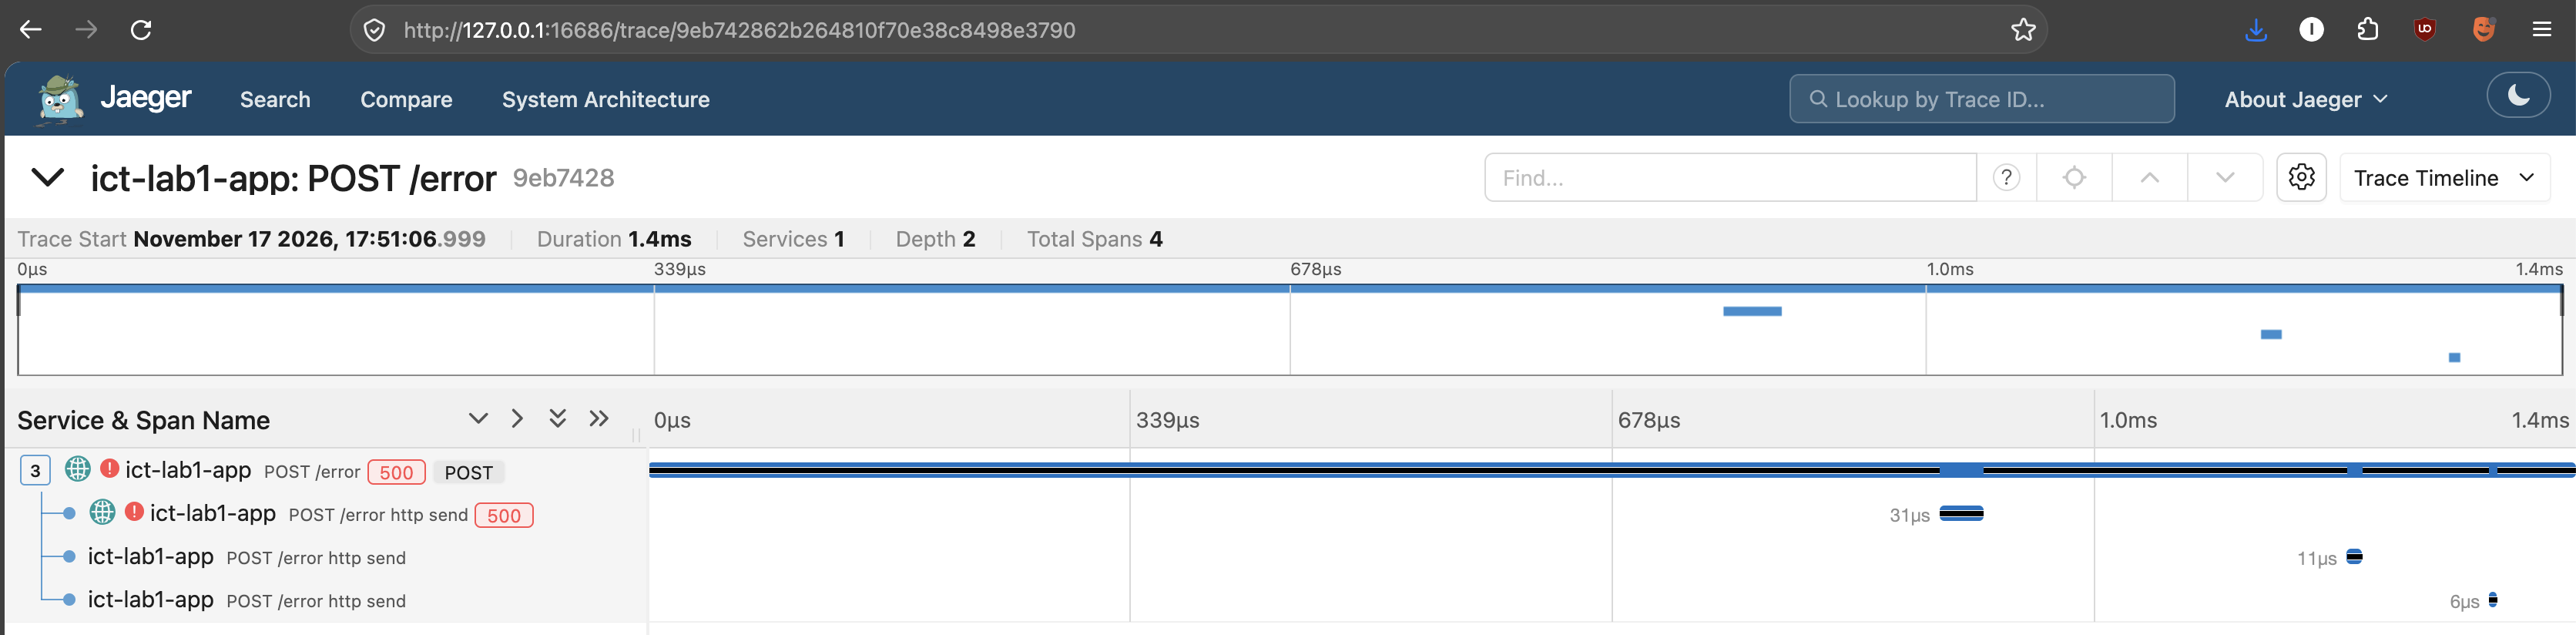 http://127.0.0.1:16686/trace/9eb742862b264810f70e38c8498e3790
Jaeger Search Compare System Architecture Lookup by Trace ID... About Jaeger
ict-lab1-app: POST /error 9eb7428 Find... ? Trace Timeline
Trace Start November 17 2026, 17:51:06.999 Duration 1.4ms Services 1 Depth 2 Total Spans 4
0μs 339μs 678μs 1.0ms 1.4ms
Service & Span Name 0μs 339μs 678μs 1.0ms 1.4ms
3 ! ict-lab1-app POST /error 500 POST
! ict-lab1-app POST /error http send 500 31μs
ict-lab1-app POST /error http send 11μs
ict-lab1-app POST /error http send 6μs